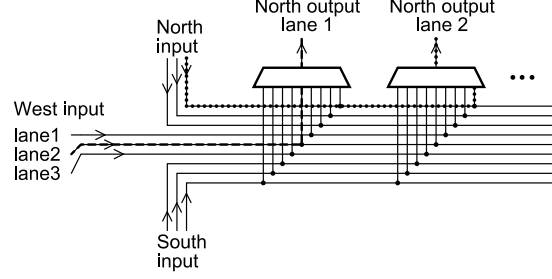 North output
lane 1
North output
lane 2
North
input
West input
lane1
lane2
lane3
South
input